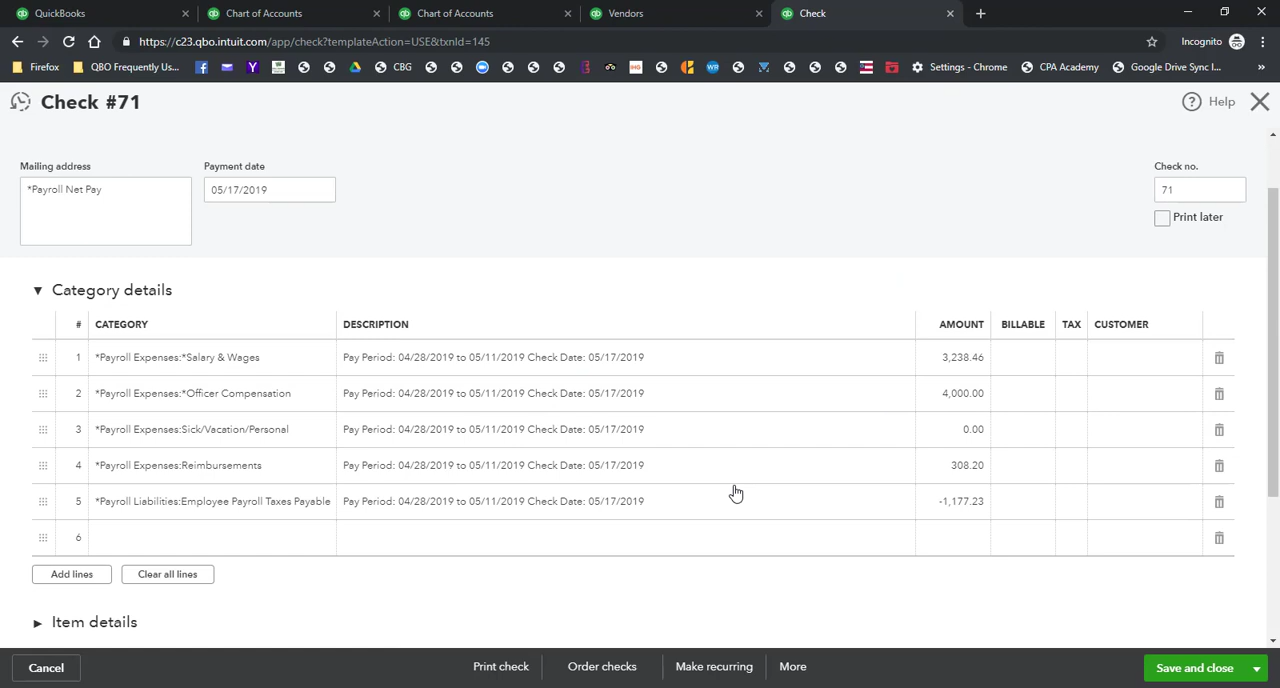 QuickBooks
Chart of Accounts
Chart of Accounts
Vendors
Check
https://c23.qbo.intuit.com/app/check?templateAction=USE&txnId=145
Incognito
Firefox
QBO Frequently Us...
CBG
Settings - Chrome
CPA Academy
Google Drive Sync I...
Check #71
Help
Mailing address
Payment date
Check no.
*Payroll Net Pay
05/17/2019
71
Print later
Category details
# CATEGORY DESCRIPTION AMOUNT BILLABLE TAX CUSTOMER
1 *Payroll Expenses:*Salary & Wages Pay Period: 04/28/2019 to 05/11/2019 Check Date: 05/17/2019 3,238.46
2 *Payroll Expenses:*Officer Compensation Pay Period: 04/28/2019 to 05/11/2019 Check Date: 05/17/2019 4,000.00
3 *Payroll Expenses:Sick/Vacation/Personal Pay Period: 04/28/2019 to 05/11/2019 Check Date: 05/17/2019 0.00
4 *Payroll Expenses:Reimbursements Pay Period: 04/28/2019 to 05/11/2019 Check Date: 05/17/2019 308.20
5 *Payroll Liabilities:Employee Payroll Taxes Payable Pay Period: 04/28/2019 to 05/11/2019 Check Date: 05/17/2019 -1,177.23
6
Add lines
Clear all lines
Item details
Cancel
Print check
Order checks
Make recurring
More
Save and close